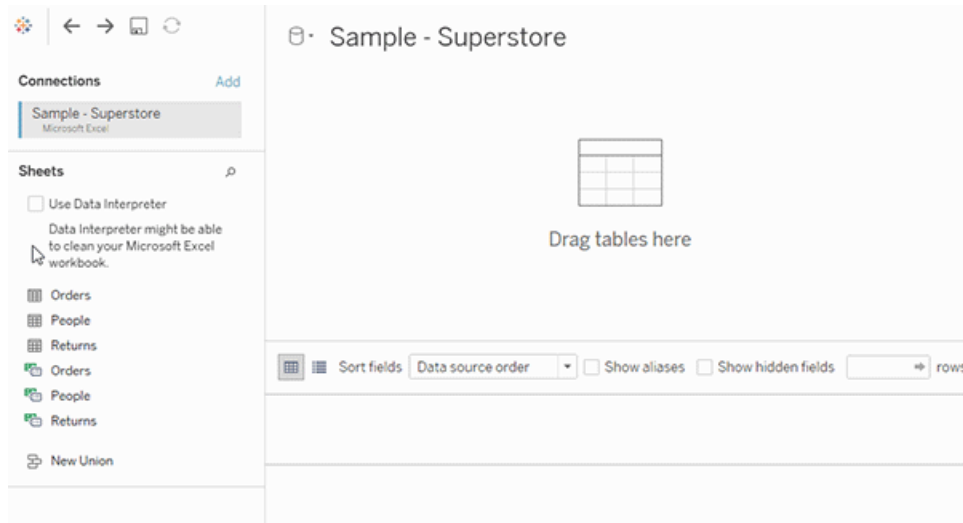 Sample - Superstore
Connections
Add
Sample - Superstore
Microsoft Excel
Sheets
Use Data Interpreter
Data Interpreter might be able
to clean your Microsoft Excel
workbook.
Orders
People
Returns
Orders
People
Returns
New Union
Drag tables here
Sort fields Data source order Show aliases Show hidden fields rows